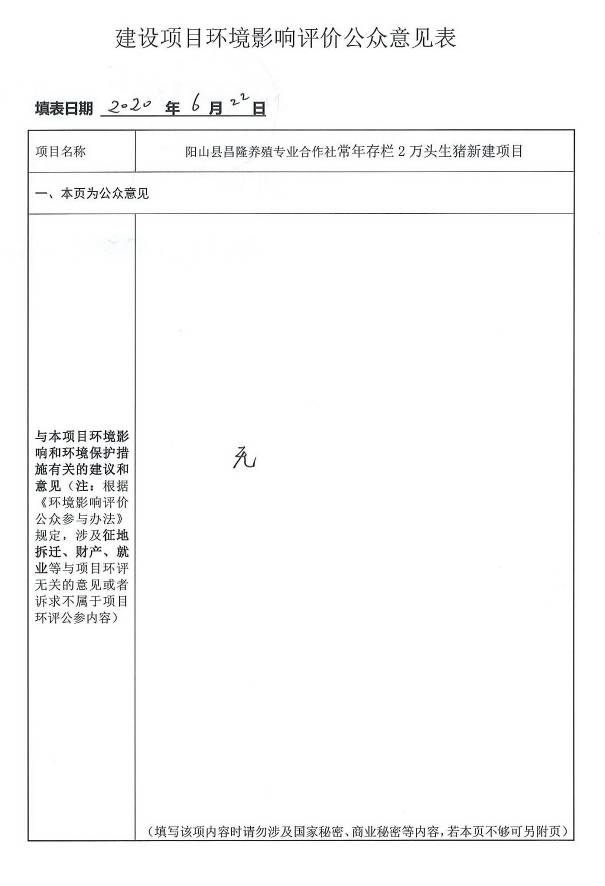 建设项目环境影响评价公众意见表
填表日期 2020 年 6 月 22 日
项目名称 阳山县昌隆养殖专业合作社常年存栏 2 万头生猪新建项目
一、本页为公众意见
与本项目环境影
响和环境保护措
施有关的建议和
意见（注：根据
《环境影响评价
公众参与办法》
规定，涉及征地
拆迁、财产、就
业等与项目环评
无关的意见或者
诉求不属于项目
环评公参内容）
无
（填写该项内容时请勿涉及国家秘密、商业秘密等内容，若本页不够可另附页）